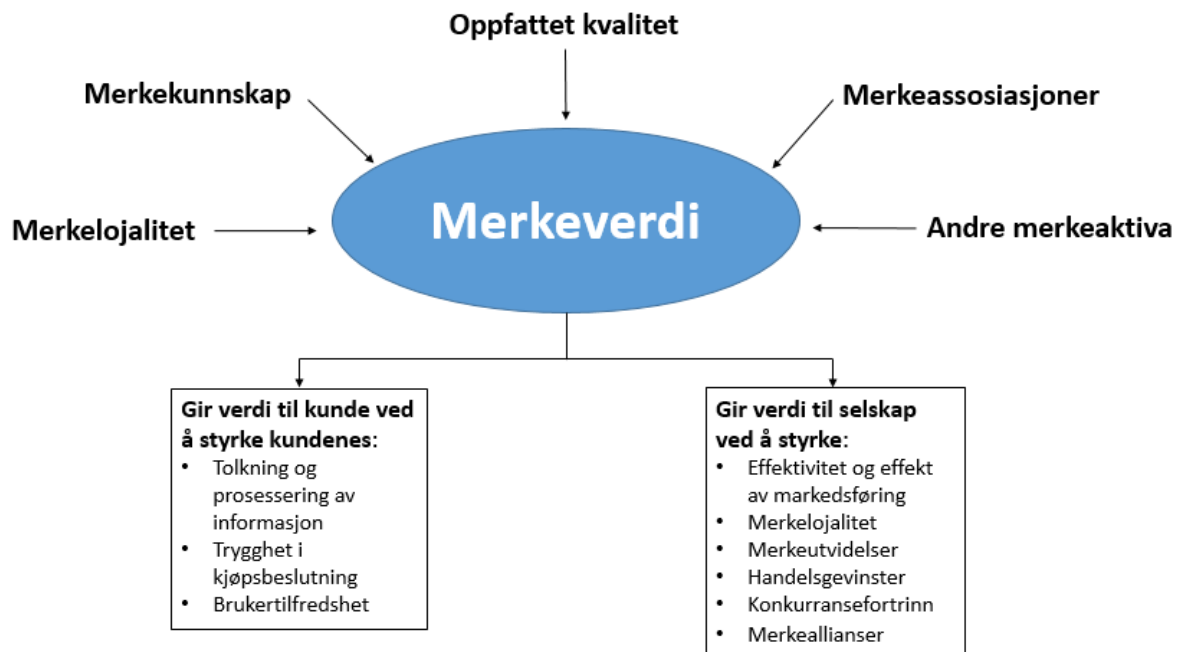 Oppfattet kvalitet
Merkekunnskap
Merkeassosiasjoner
Merkeverdi
Merkelojalitet
Andre merkeaktiva
Gir verdi til kunde ved
å styrke kundenes:
• Tolkning og
prosessering av
informasjon
• Trygghet i
kjøpsbeslutning
• Brukertilfredshet
Gir verdi til selskap
ved å styrke:
• Effektivitet og effekt
av markedsføring
• Merkelojalitet
• Merkeutvidelser
• Handelsgevinster
• Konkurransefortrinn
• Merkeallianser